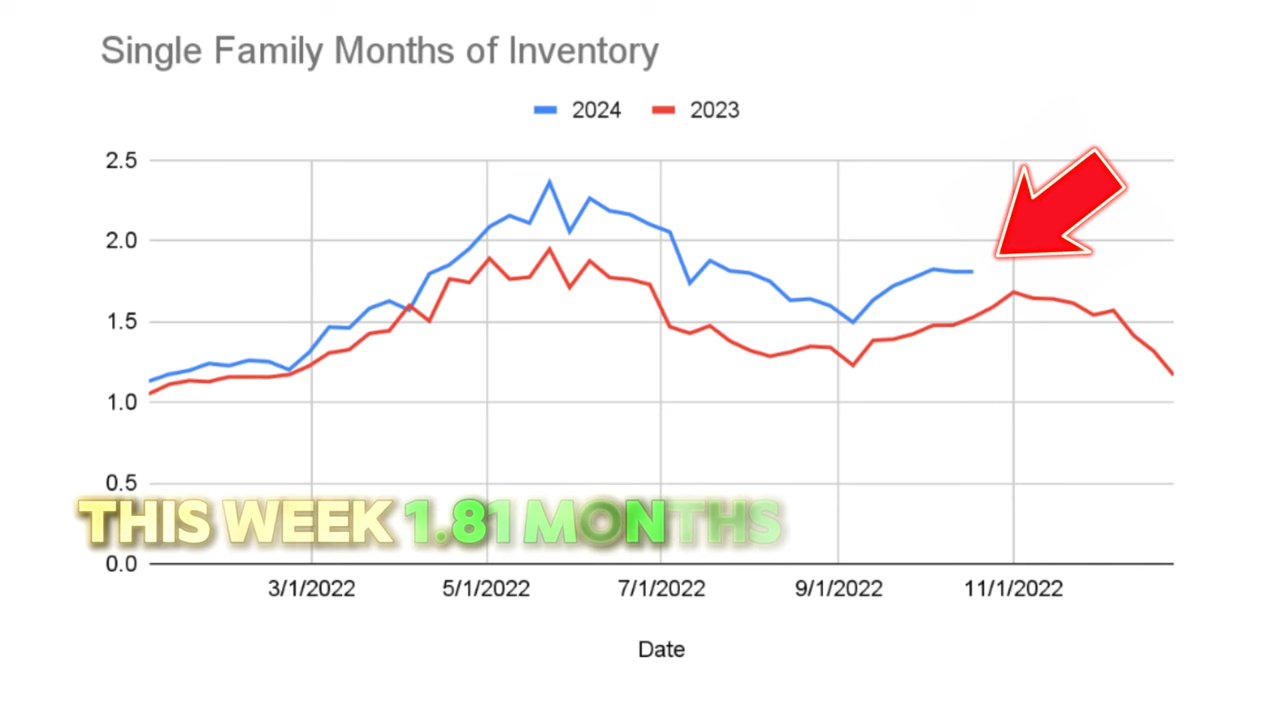 Single Family Months of Inventory
2024 2023
2.5
2.0
1.5
1.0
0.5
THIS WEEK 1.81 MONTHS
0.0
3/1/2022 5/1/2022 7/1/2022 9/1/2022 11/1/2022
Date